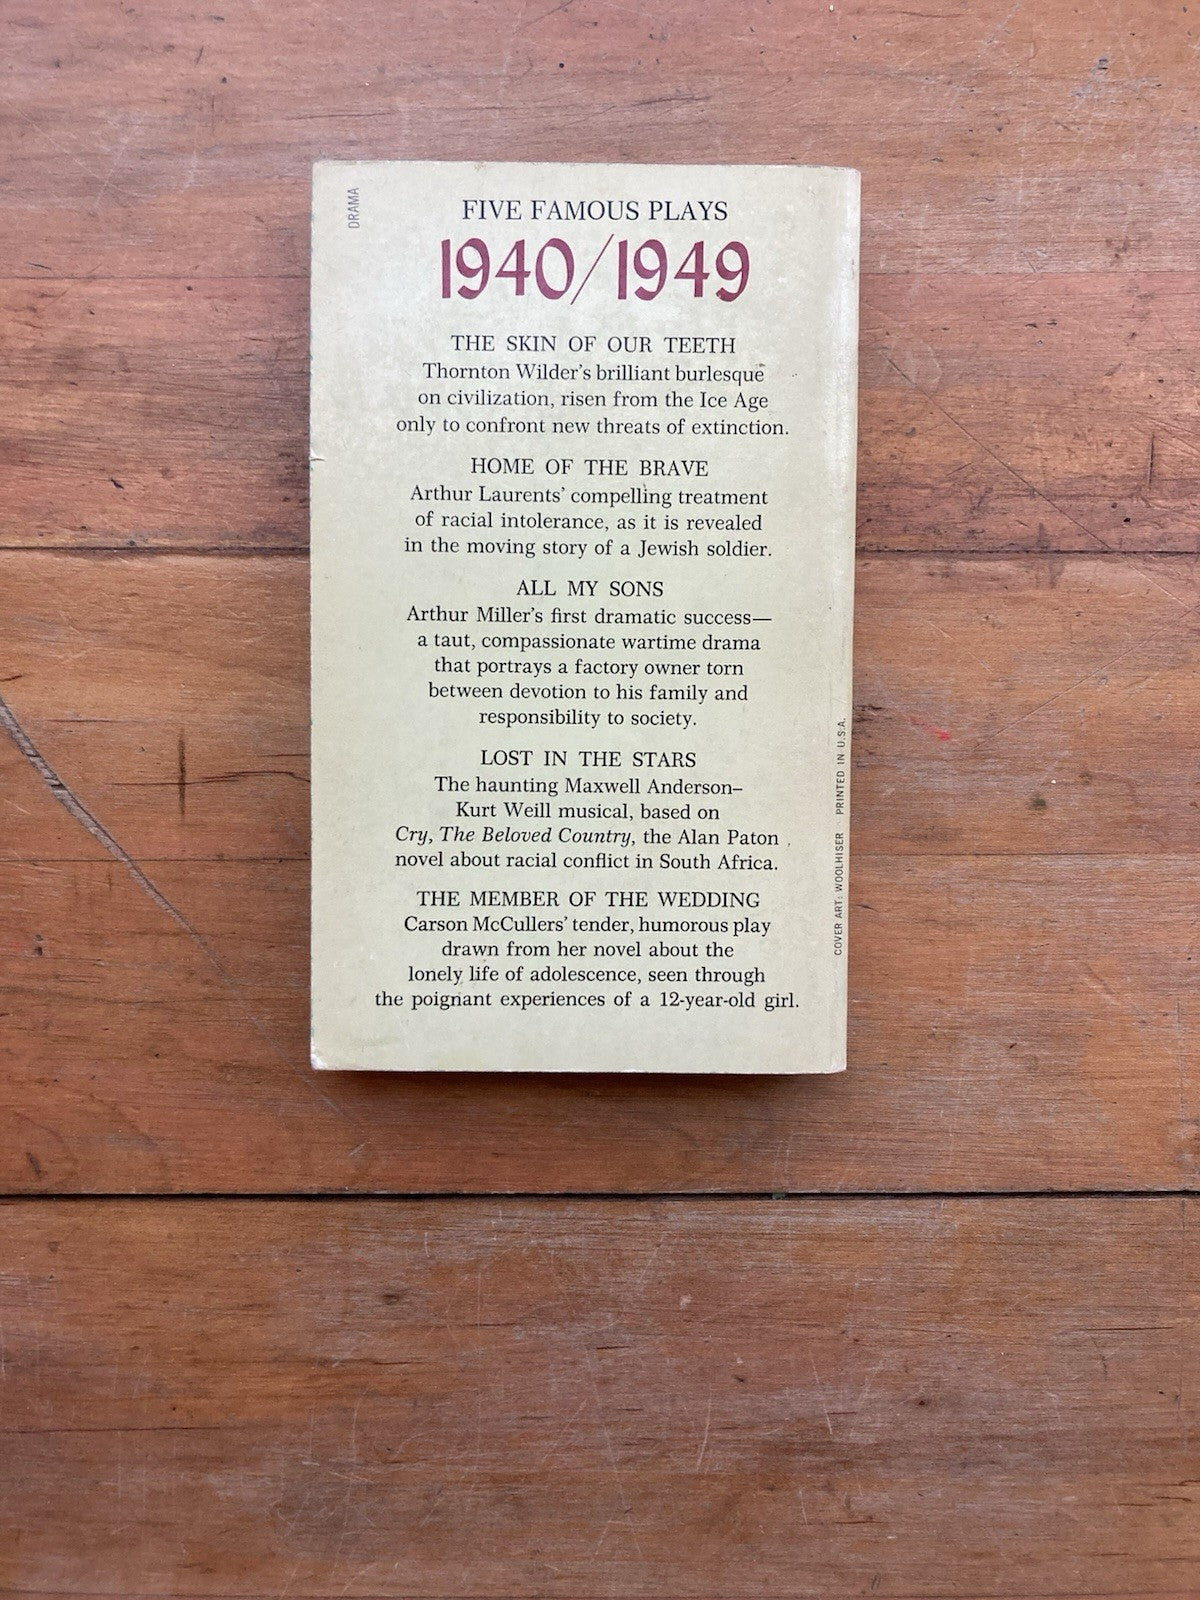 DRAMA
FIVE FAMOUS PLAYS
1940/1949
THE SKIN OF OUR TEETH
Thornton Wilder's brilliant burlesque
on civilization, risen from the Ice Age
only to confront new threats of extinction.
HOME OF THE BRAVE
Arthur Laurents' compelling treatment
of racial intolerance, as it is revealed
in the moving story of a Jewish soldier.
ALL MY SONS
Arthur Miller's first dramatic success—
a taut, compassionate wartime drama
that portrays a factory owner torn
between devotion to his family and
responsibility to society.
LOST IN THE STARS
The haunting Maxwell Anderson–
Kurt Weill musical, based on
Cry, The Beloved Country, the Alan Paton
novel about racial conflict in South Africa.
THE MEMBER OF THE WEDDING
Carson McCullers' tender, humorous play
drawn from her novel about the
lonely life of adolescence, seen through
the poignant experiences of a 12-year-old girl.
COVER ART: WOOLHISER PRINTED IN U.S.A.